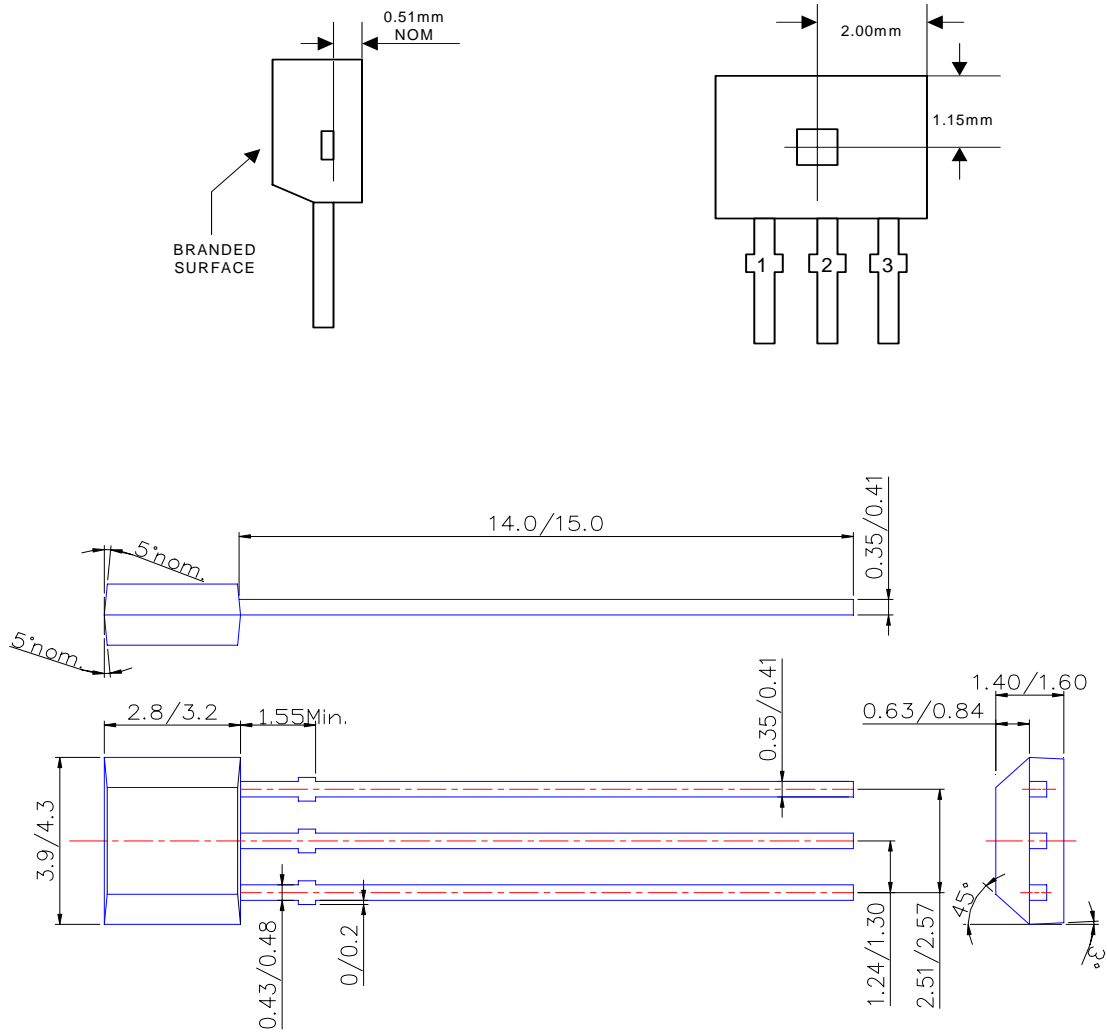 0.51mm
NOM
2.00mm
1.15mm
BRANDED
SURFACE
1
2
3
14.0/15.0
0.35/0.41
5°nom.
5°nom.
2.8/3.2
1.55Min.
0.35/0.41
1.40/1.60
0.63/0.84
3.9/4.3
0.43/0.48
0/0.2
1.24/1.30
2.51/2.57
45°
3°